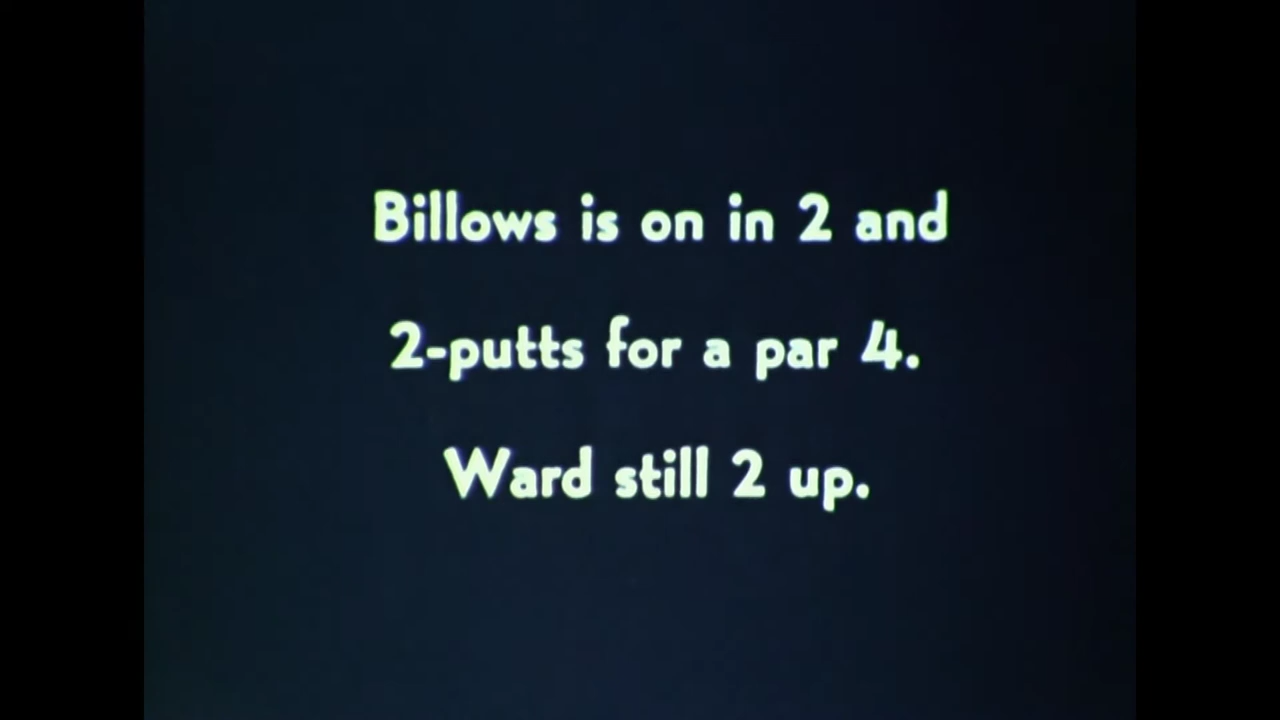 Billows is on in 2 and
2-putts for a par 4.
Ward still 2 up.